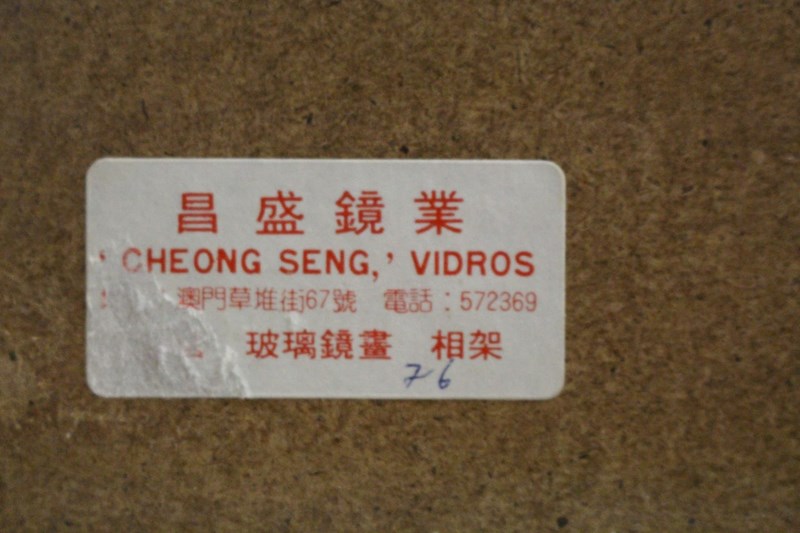 昌盛鏡業
'CHEONG SENG,' VIDROS
澳門草堆街67號 電話：572369
玻璃鏡畫 相架
76